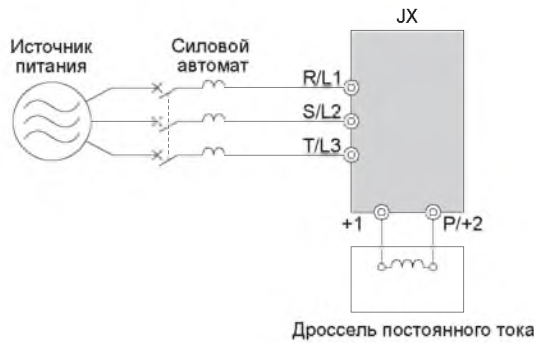 JX
Источник
питания
Силовой
автомат
R/L1
S/L2
T/L3
+1
P/+2
Дроссель постоянного тока